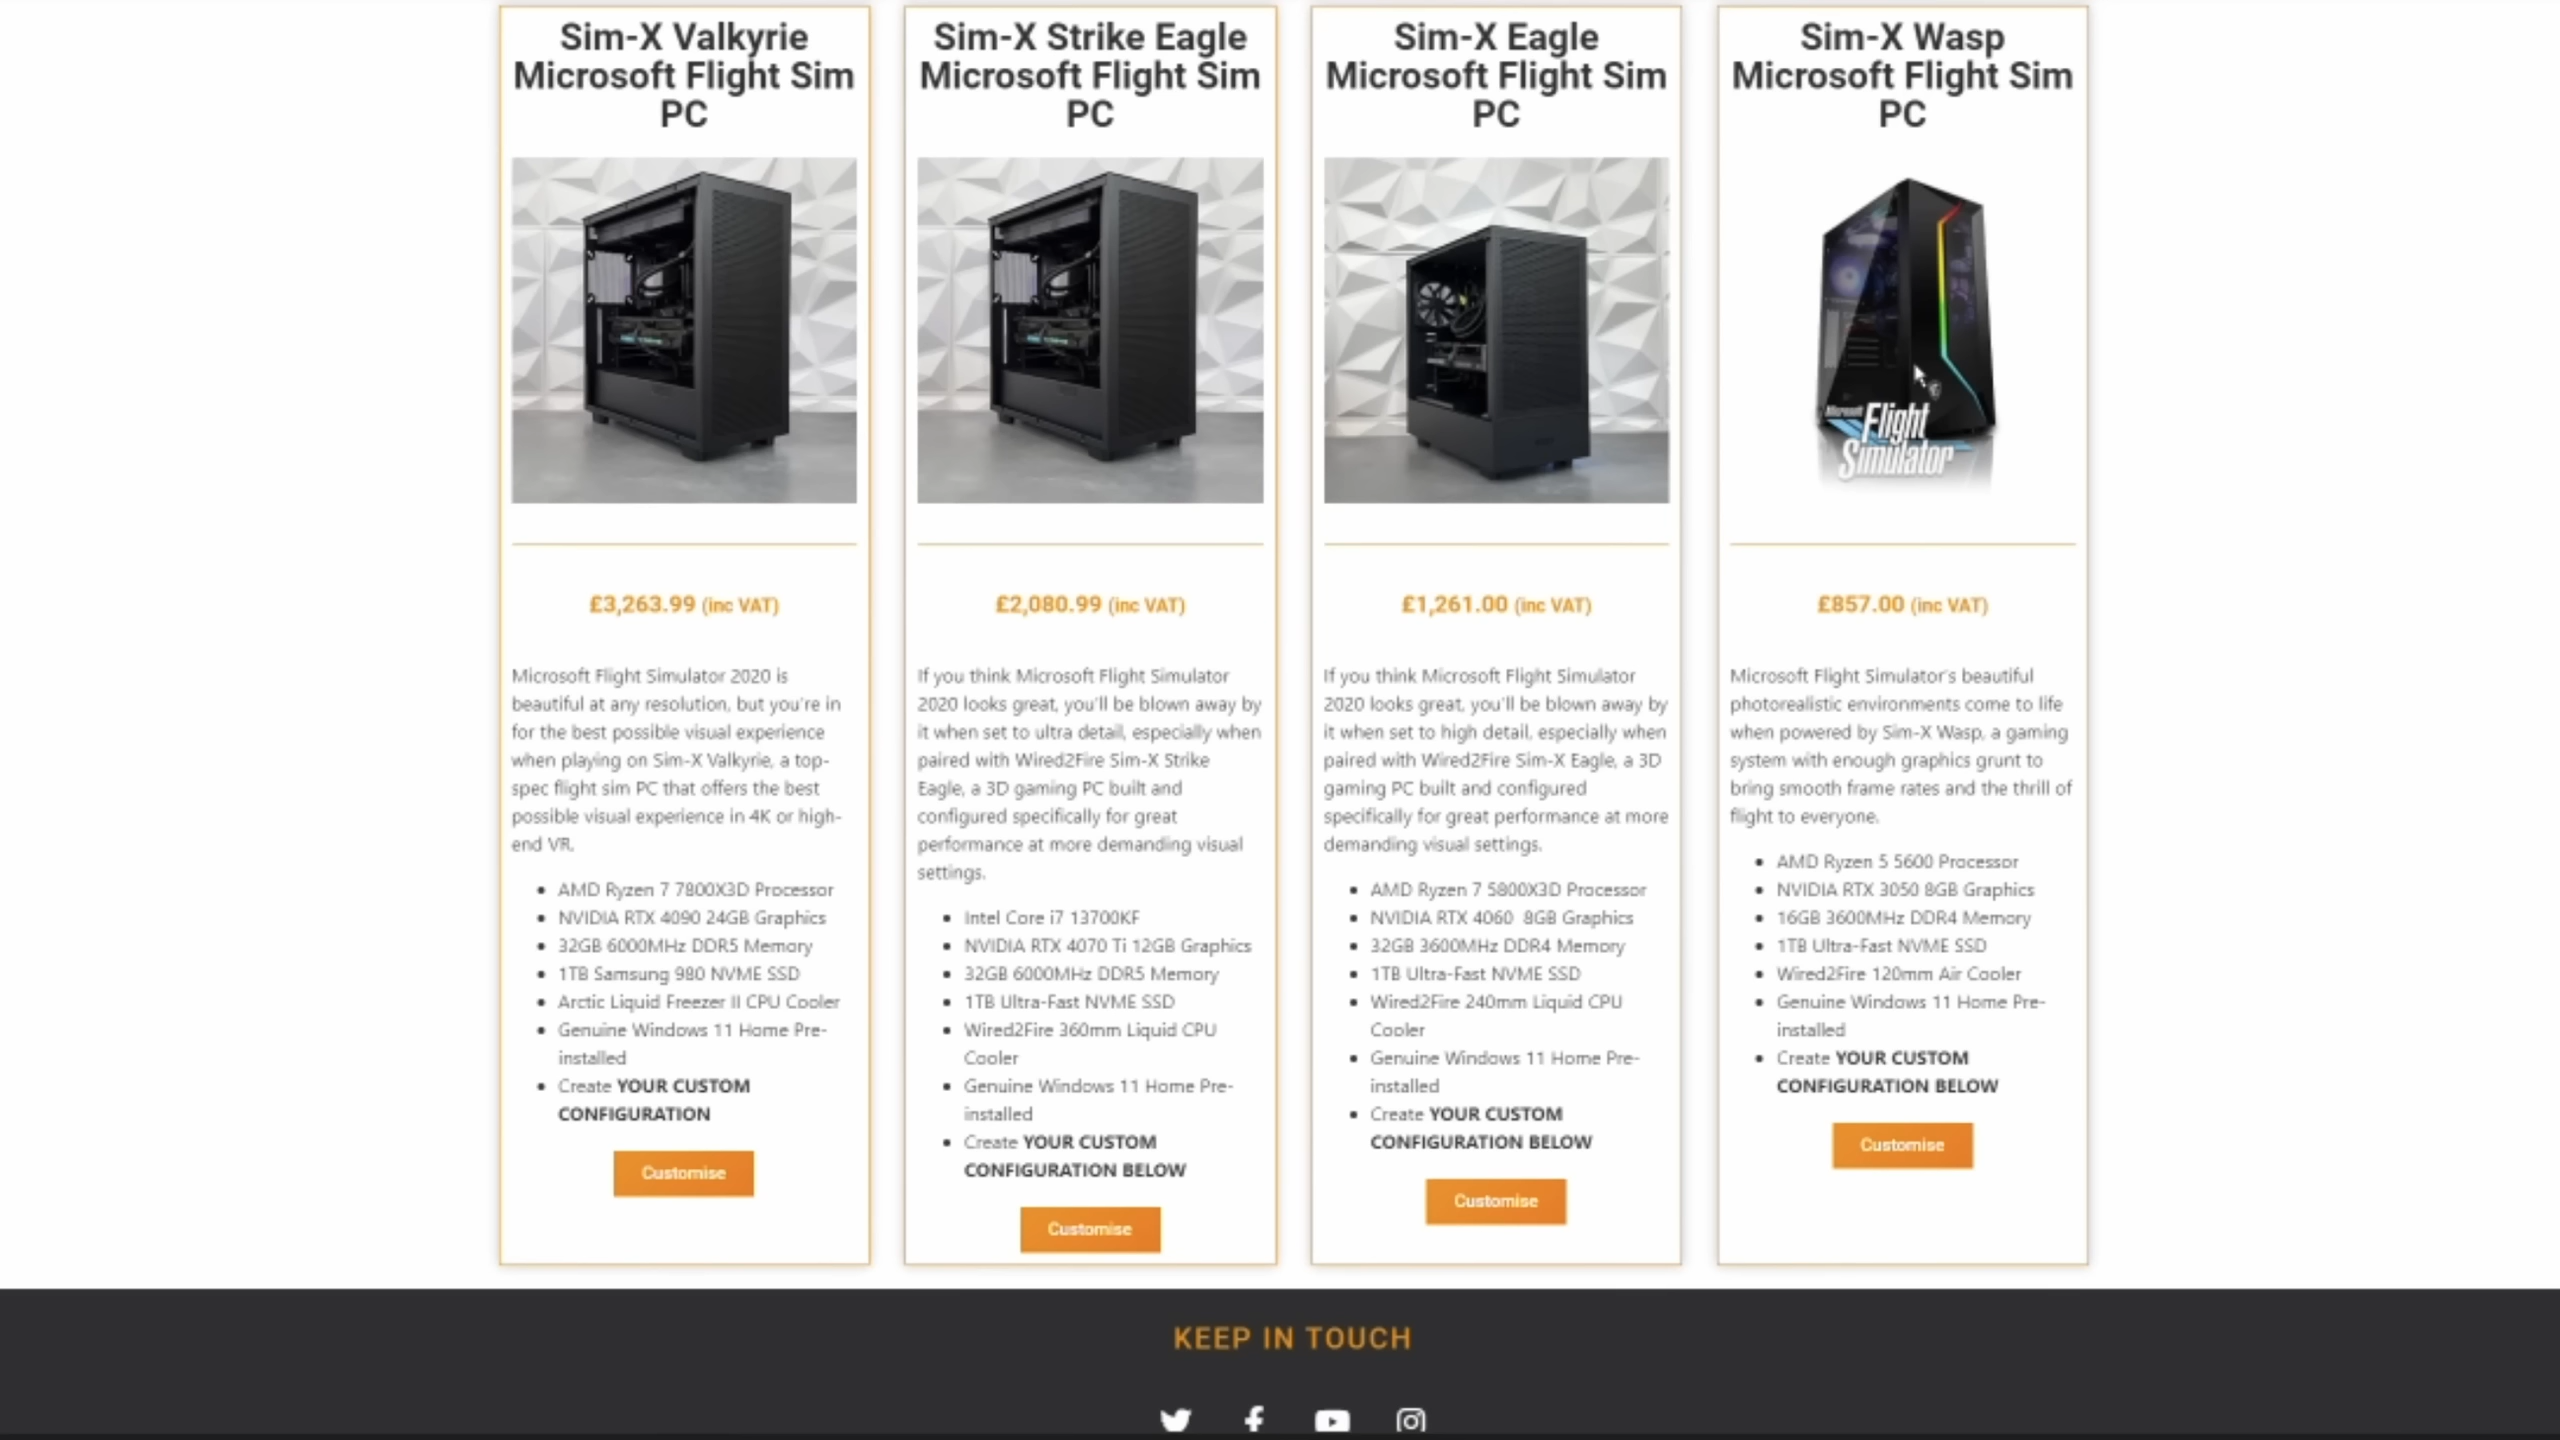 Sim-X Valkyrie
Microsoft Flight Sim
PC
£3,263.99 (inc VAT)
Microsoft Flight Simulator 2020 is
beautiful at any resolution, but you're in
for the best possible visual experience
when playing on Sim-X Valkyrie, a top-
spec flight sim PC that offers the best
possible visual experience in 4K or high-
end VR.
• AMD Ryzen 7 7800X3D Processor
• NVIDIA RTX 4090 24GB Graphics
• 32GB 6000MHz DDR5 Memory
• 1TB Samsung 980 NVME SSD
• Arctic Liquid Freezer II CPU Cooler
• Genuine Windows 11 Home Pre-
installed
• Create YOUR CUSTOM
CONFIGURATION
Customise
Sim-X Strike Eagle
Microsoft Flight Sim
PC
£2,080.99 (inc VAT)
If you think Microsoft Flight Simulator
2020 looks great, you'll be blown away by
it when set to ultra detail, especially when
paired with Wired2Fire Sim-X Strike
Eagle, a 3D gaming PC built and
configured specifically for great
performance at more demanding visual
settings.
• Intel Core i7 13700KF
• NVIDIA RTX 4070 Ti 12GB Graphics
• 32GB 6000MHz DDR5 Memory
• 1TB Ultra-Fast NVME SSD
• Wired2Fire 360mm Liquid CPU
Cooler
• Genuine Windows 11 Home Pre-
installed
• Create YOUR CUSTOM
CONFIGURATION BELOW
Customise
Sim-X Eagle
Microsoft Flight Sim
PC
£1,261.00 (inc VAT)
If you think Microsoft Flight Simulator
2020 looks great, you'll be blown away by
it when set to high detail, especially when
paired with Wired2Fire Sim-X Eagle, a 3D
gaming PC built and configured
specifically for great performance at more
demanding visual settings.
• AMD Ryzen 7 5800X3D Processor
• NVIDIA RTX 4060 8GB Graphics
• 32GB 3600MHz DDR4 Memory
• 1TB Ultra-Fast NVME SSD
• Wired2Fire 240mm Liquid CPU
Cooler
• Genuine Windows 11 Home Pre-
installed
• Create YOUR CUSTOM
CONFIGURATION BELOW
Customise
Sim-X Wasp
Microsoft Flight Sim
PC
Microsoft
Flight
Simulator
£857.00 (inc VAT)
Microsoft Flight Simulator's beautiful
photorealistic environments come to life
when powered by Sim-X Wasp, a gaming
system with enough graphics grunt to
bring smooth frame rates and the thrill of
flight to everyone.
• AMD Ryzen 5 5600 Processor
• NVIDIA RTX 3050 8GB Graphics
• 16GB 3600MHz DDR4 Memory
• 1TB Ultra-Fast NVME SSD
• Wired2Fire 120mm Air Cooler
• Genuine Windows 11 Home Pre-
installed
• Create YOUR CUSTOM
CONFIGURATION BELOW
Customise
KEEP IN TOUCH